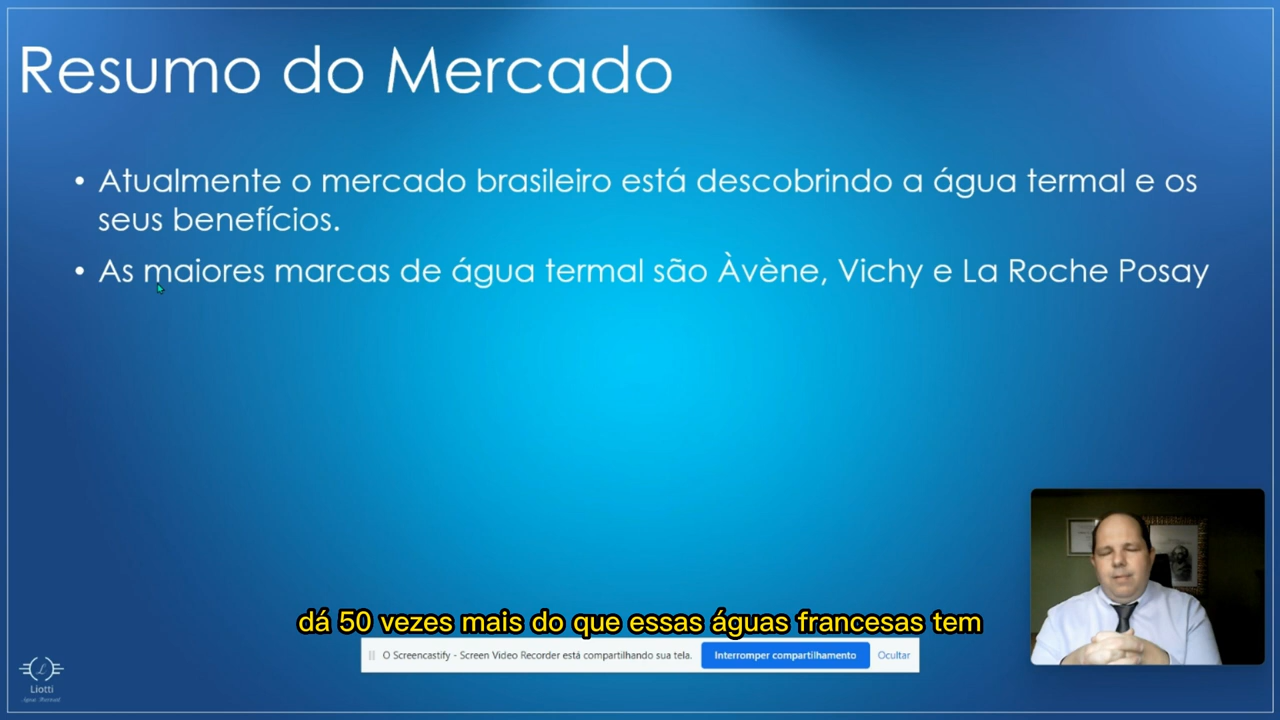 Resumo do Mercado
• Atualmente o mercado brasileiro está descobrindo a água termal e os
seus benefícios.
• As maiores marcas de água termal são Àvène, Vichy e La Roche Posay
dá 50 vezes mais do que essas águas francesas tem
O Screencastify - Screen Video Recorder está compartilhando sua tela. Interromper compartilhamento Ocultar
L
Liotti